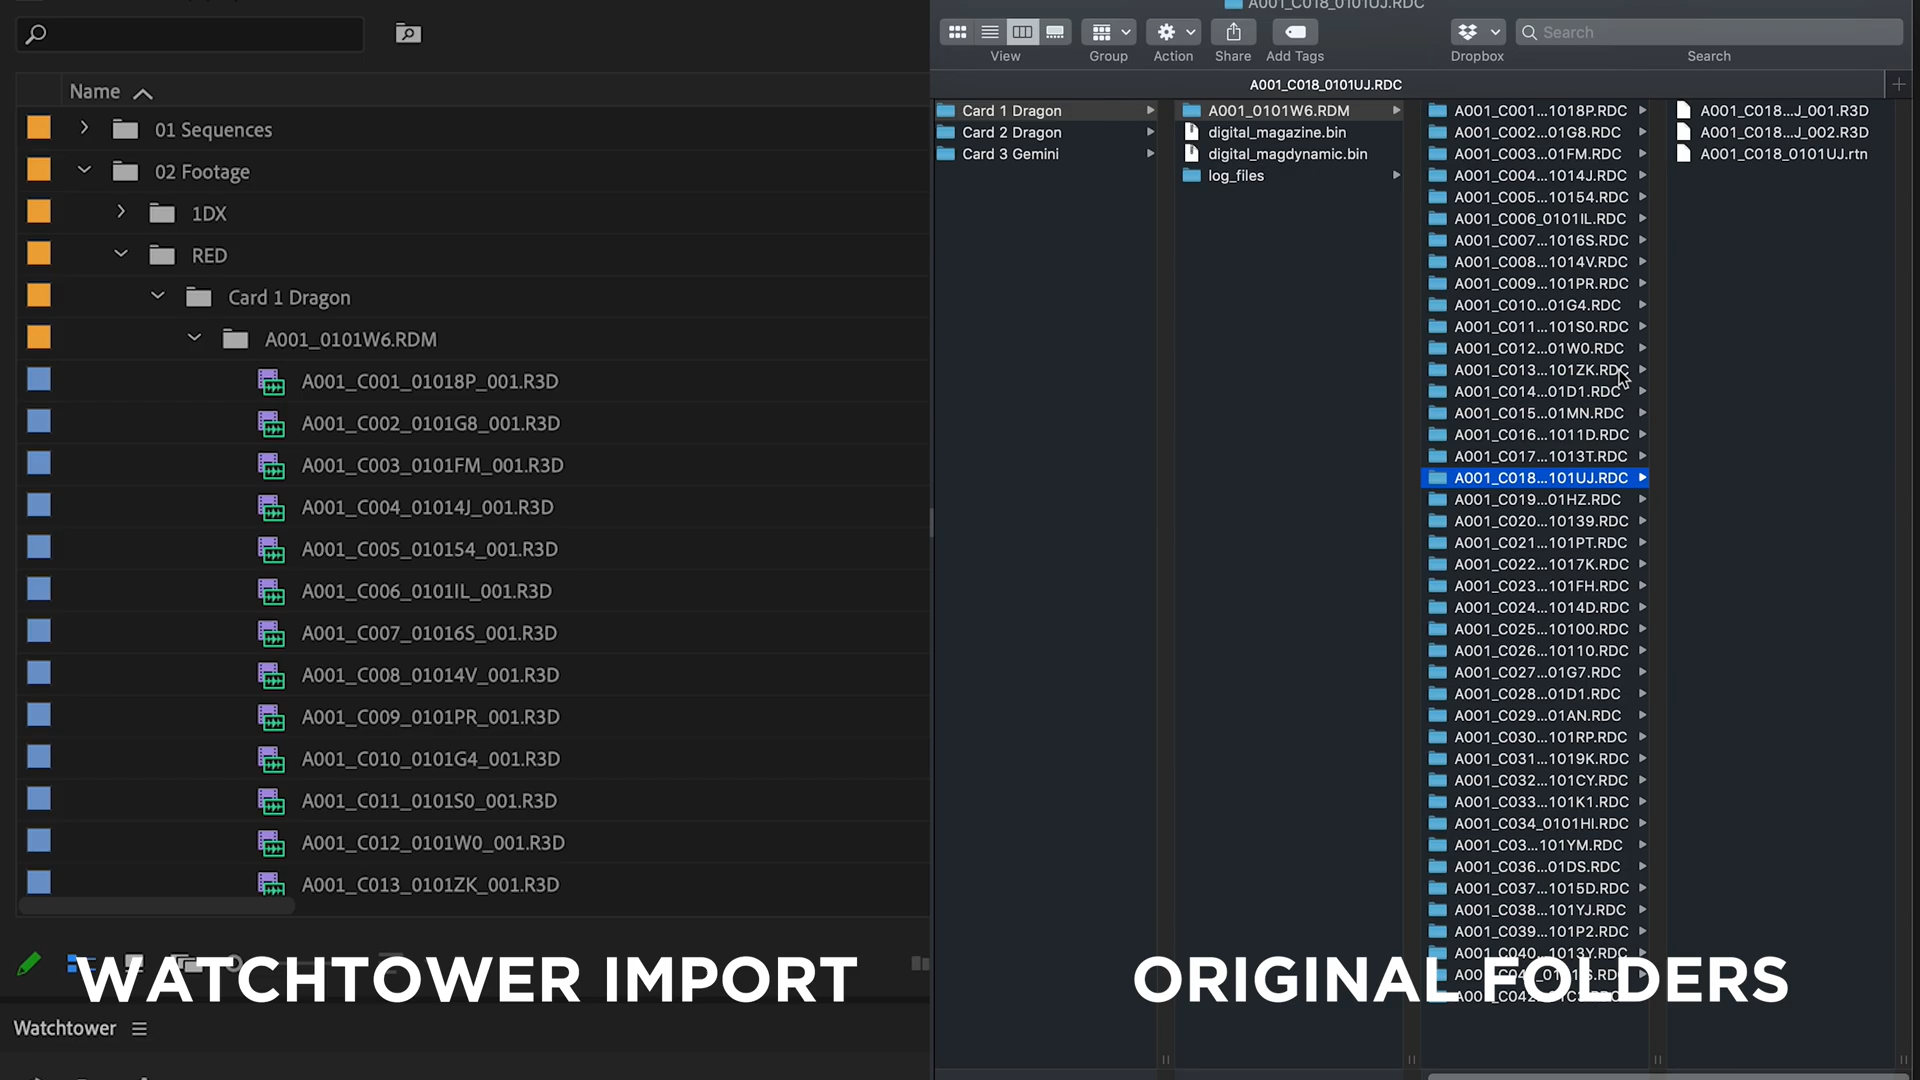 Name
01 Sequences
02 Footage
1DX
RED
Card 1 Dragon
A001_0101W6.RDM
A001_C001_01018P_001.R3D
A001_C002_0101G8_001.R3D
A001_C003_0101FM_001.R3D
A001_C004_01014J_001.R3D
A001_C005_010154_001.R3D
A001_C006_0101IL_001.R3D
A001_C007_01016S_001.R3D
A001_C008_01014V_001.R3D
A001_C009_0101PR_001.R3D
A001_C010_0101G4_001.R3D
A001_C011_0101S0_001.R3D
A001_C012_0101W0_001.R3D
A001_C013_0101ZK_001.R3D
WATCHTOWER IMPORT
Watchtower
A001_C018_0101UJ.RDC
View Group Action Share Add Tags Dropbox Search
Search
A001_C018_0101UJ.RDC
Card 1 Dragon
Card 2 Dragon
Card 3 Gemini
A001_0101W6.RDM
digital_magazine.bin
digital_magdynamic.bin
log_files
A001_C001...1018P.RDC
A001_C002...01G8.RDC
A001_C003...01FM.RDC
A001_C004...1014J.RDC
A001_C005...10154.RDC
A001_C006_0101IL.RDC
A001_C007...1016S.RDC
A001_C008...1014V.RDC
A001_C009...101PR.RDC
A001_C010...01G4.RDC
A001_C011...101S0.RDC
A001_C012...01W0.RDC
A001_C013...101ZK.RDC
A001_C014...01D1.RDC
A001_C015...01MN.RDC
A001_C016...1011D.RDC
A001_C017...1013T.RDC
A001_C018...101UJ.RDC
A001_C019...01HZ.RDC
A001_C020...10139.RDC
A001_C021...101PT.RDC
A001_C022...1017K.RDC
A001_C023...101FH.RDC
A001_C024...1014D.RDC
A001_C025...10100.RDC
A001_C026...10110.RDC
A001_C027...01G7.RDC
A001_C028...01D1.RDC
A001_C029...01AN.RDC
A001_C030...101RP.RDC
A001_C031...1019K.RDC
A001_C032...101CY.RDC
A001_C033...101K1.RDC
A001_C034_0101HI.RDC
A001_C03...101YM.RDC
A001_C036...01DS.RDC
A001_C037...1015D.RDC
A001_C038...101YJ.RDC
A001_C039...101P2.RDC
A001_C040...1013Y.RDC
A001_C018...J_001.R3D
A001_C018...J_002.R3D
A001_C018_0101UJ.rtn
ORIGINAL FOLDERS